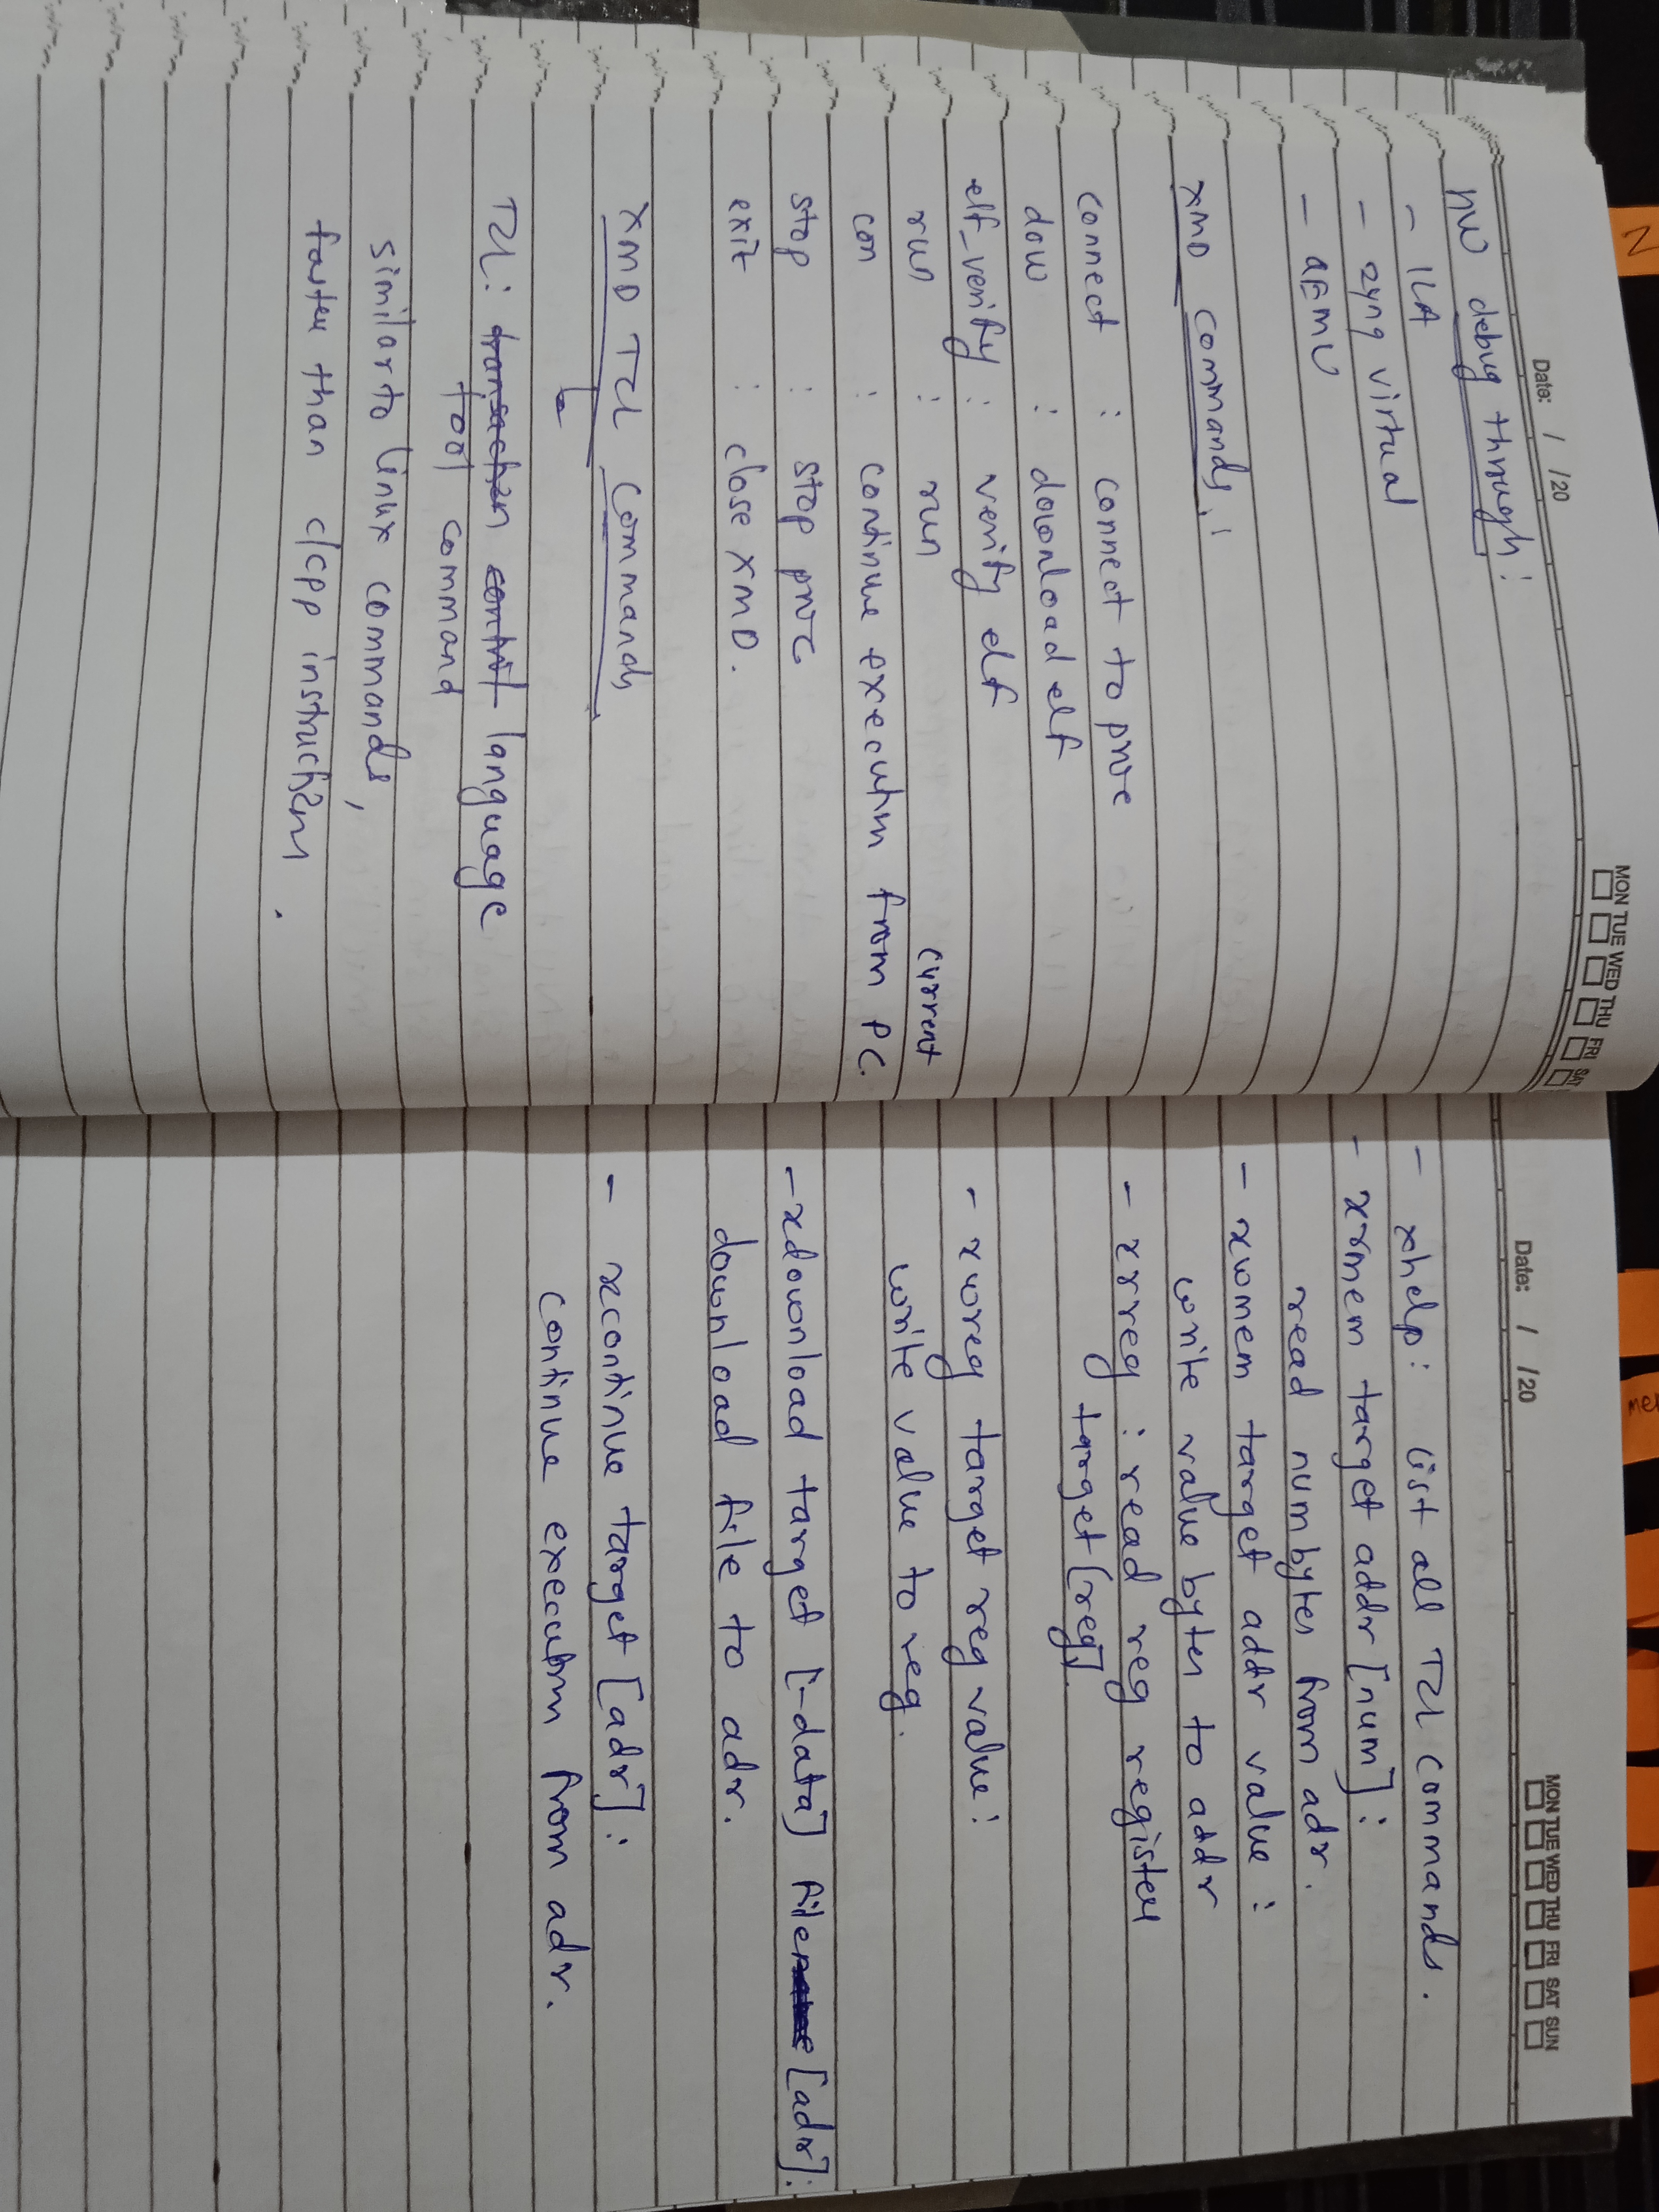 Date: / /20
MON TUE WED THU FRI SAT
HW debug through:
- ILA
- zynq virtual
- QEMU
XMD commands:
connect : connect to proc
dow : download elf
elf_verify : verify elf
run : run
current
con : continue execution from PC.
stop : stop proc
exit : close XMD.
XMD TCL Commands
TCL: transaction control language
tool command
similar to linux commands,
faster than c/cpp instructions.
Date: / /20
MON TUE WED THU FRI SAT SUN
- xhelp: list all TCL commands.
- xrmem target addr [num]:
read num bytes from adr.
- xwmem target addr value:
write value bytes to addr
- xrreg : read reg register
target [reg]
- xwreg target reg value:
write value to reg.
- xdownload target [-data] file [adr]:
download file to adr.
- xcontinue target [adr]:
continue execution from adr.
N